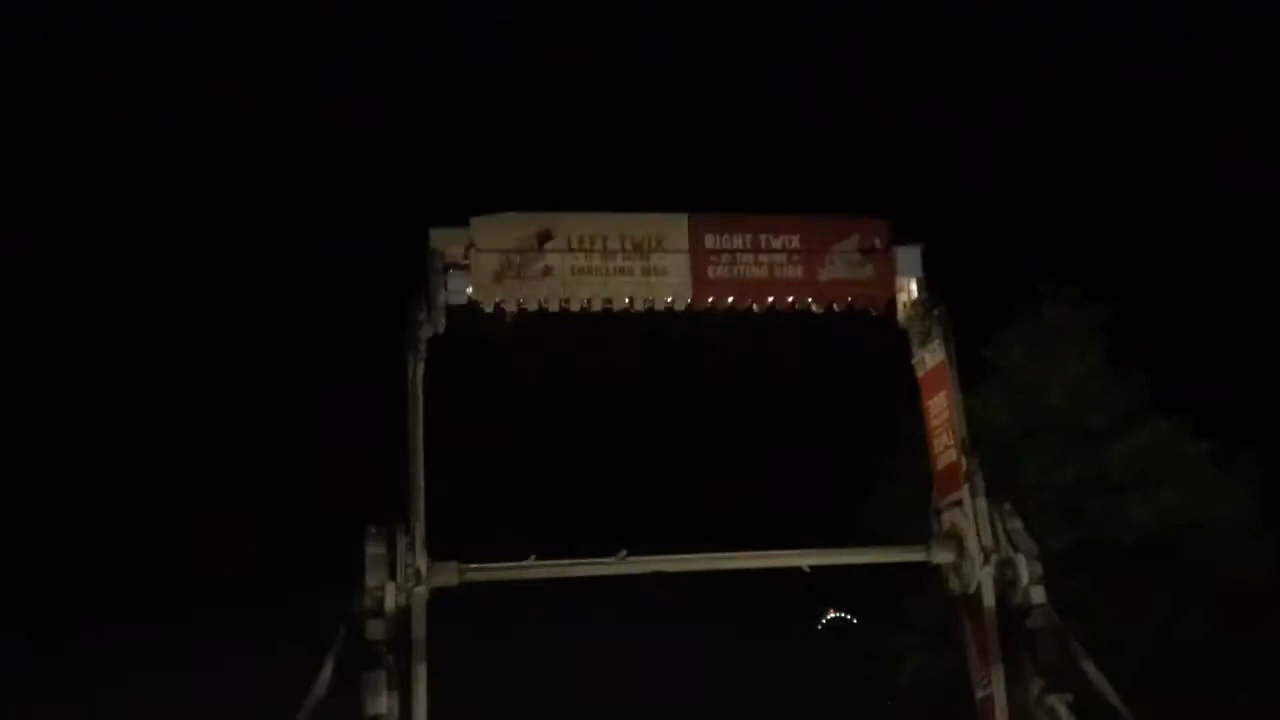 LEFT TWIX
IS THE MORE
THRILLING SIDE
RIGHT TWIX
IS THE MORE
EXCITING SIDE